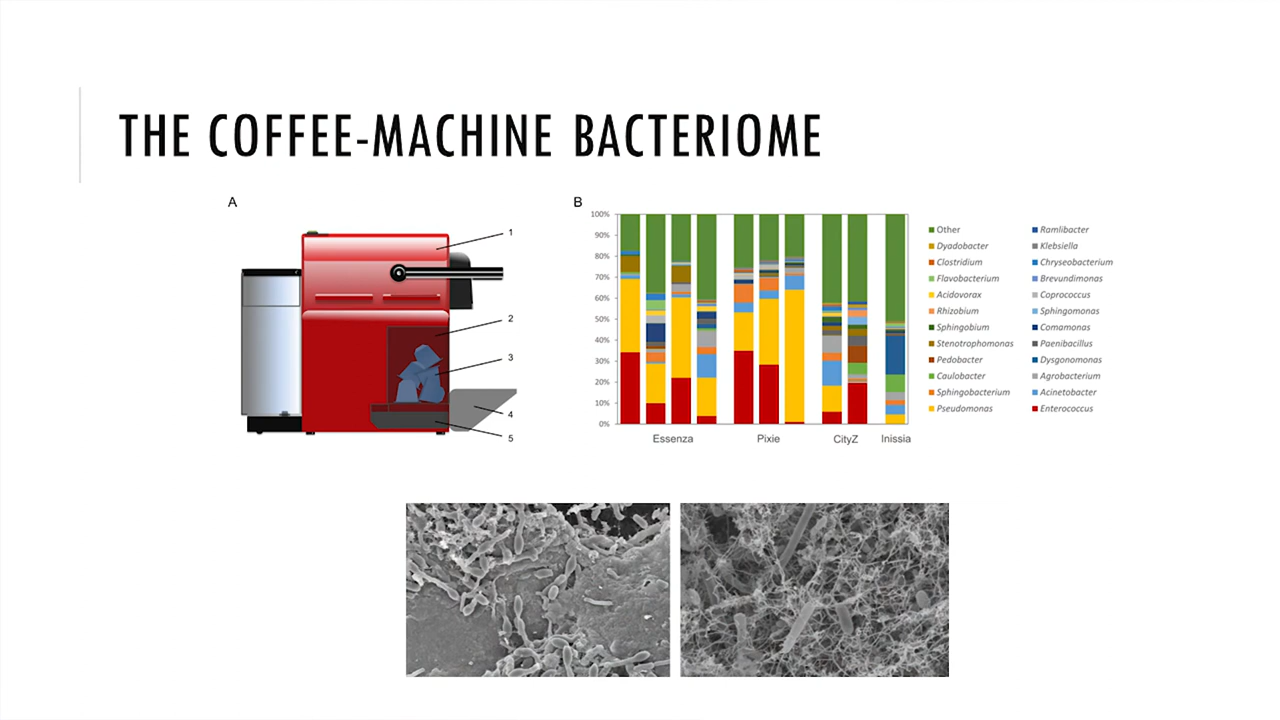 THE COFFEE-MACHINE BACTERIOME
A
1
2
3
4
5
B
100%
90%
80%
70%
60%
50%
40%
30%
20%
10%
0%
Essenza
Pixie
CityZ
Inissia
Other
Dyadobacter
Clostridium
Flavobacterium
Acidovorax
Rhizobium
Sphingobium
Stenotrophomonas
Pedobacter
Caulobacter
Sphingobacterium
Pseudomonas
Ramlibacter
Klebsiella
Chryseobacterium
Brevundimonas
Coprococcus
Sphingomonas
Comamonas
Paenibacillus
Dysgonomonas
Agrobacterium
Acinetobacter
Enterococcus